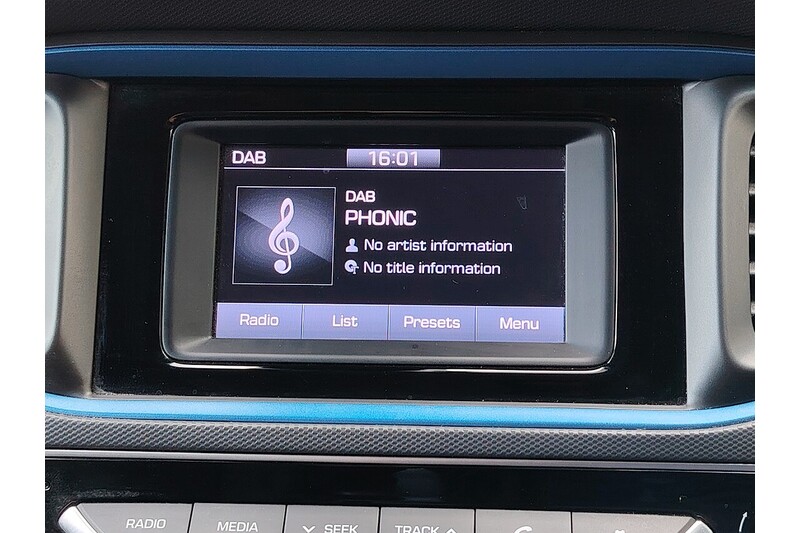 DAB 16:01
DAB
PHONIC
No artist information
No title information
Radio List Presets Menu
RADIO MEDIA SEEK TRACK